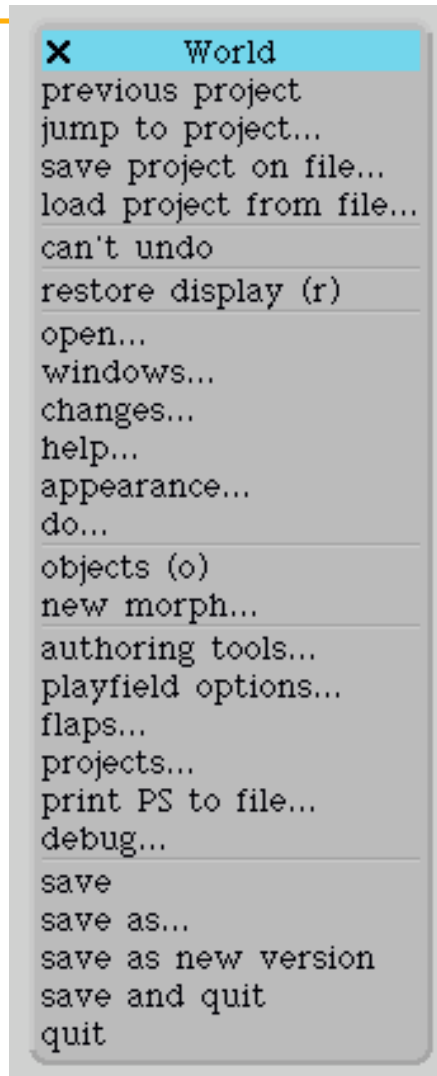 × World
previous project
jump to project...
save project on file...
load project from file...
can't undo
restore display (r)
open...
windows...
changes...
help...
appearance...
do...
objects (o)
new morph...
authoring tools...
playfield options...
flaps...
projects...
print PS to file...
debug...
save
save as...
save as new version
save and quit
quit